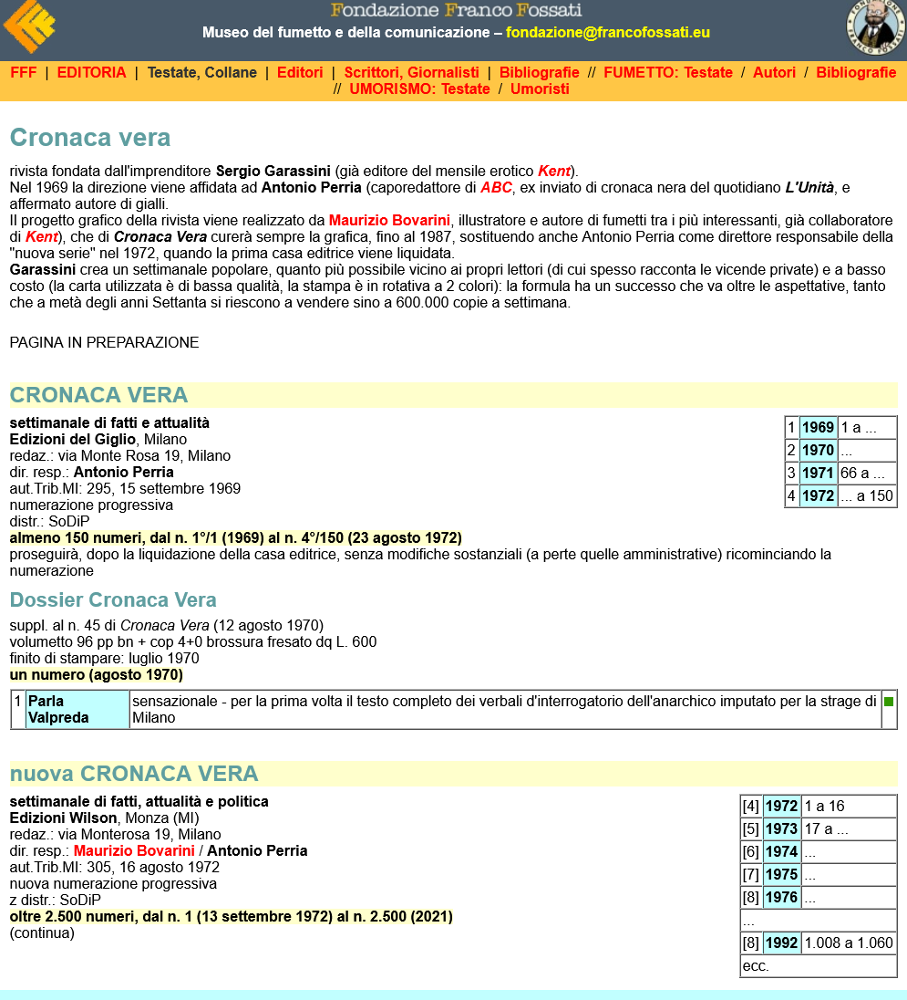 Fondazione Franco Fossati
Museo del fumetto e della comunicazione – fondazione@francofossati.eu
FONDAZIONE FRANCO FOSSATI
FFF | EDITORIA | Testate, Collane | Editori | Scrittori, Giornalisti | Bibliografie // FUMETTO: Testate / Autori / Bibliografie
// UMORISMO: Testate / Umoristi
Cronaca vera
rivista fondata dall'imprenditore Sergio Garassini (già editore del mensile erotico Kent).
Nel 1969 la direzione viene affidata ad Antonio Perria (caporedattore di ABC, ex inviato di cronaca nera del quotidiano L'Unità, e
affermato autore di gialli.
Il progetto grafico della rivista viene realizzato da Maurizio Bovarini, illustratore e autore di fumetti tra i più interessanti, già collaboratore
di Kent), che di Cronaca Vera curerà sempre la grafica, fino al 1987, sostituendo anche Antonio Perria come direttore responsabile della
"nuova serie" nel 1972, quando la prima casa editrice viene liquidata.
Garassini crea un settimanale popolare, quanto più possibile vicino ai propri lettori (di cui spesso racconta le vicende private) e a basso
costo (la carta utilizzata è di bassa qualità, la stampa è in rotativa a 2 colori): la formula ha un successo che va oltre le aspettative, tanto
che a metà degli anni Settanta si riescono a vendere sino a 600.000 copie a settimana.
PAGINA IN PREPARAZIONE
CRONACA VERA
settimanale di fatti e attualità
Edizioni del Giglio, Milano
redaz.: via Monte Rosa 19, Milano
dir. resp.: Antonio Perria
aut.Trib.MI: 295, 15 settembre 1969
numerazione progressiva
distr.: SoDiP
almeno 150 numeri, dal n. 1°/1 (1969) al n. 4°/150 (23 agosto 1972)
proseguirà, dopo la liquidazione della casa editrice, senza modifiche sostanziali (a perte quelle amministrative) ricominciando la
numerazione
1 1969 1 a ...
2 1970 ...
3 1971 66 a ...
4 1972 ... a 150
Dossier Cronaca Vera
suppl. al n. 45 di Cronaca Vera (12 agosto 1970)
volumetto 96 pp bn + cop 4+0 brossura fresato dq L. 600
finito di stampare: luglio 1970
un numero (agosto 1970)
1 Parla sensazionale - per la prima volta il testo completo dei verbali d'interrogatorio dell'anarchico imputato per la strage di
Valpreda Milano
nuova CRONACA VERA
settimanale di fatti, attualità e politica
Edizioni Wilson, Monza (MI)
redaz.: via Monterosa 19, Milano
dir. resp.: Maurizio Bovarini / Antonio Perria
aut.Trib.MI: 305, 16 agosto 1972
nuova numerazione progressiva
z distr.: SoDiP
oltre 2.500 numeri, dal n. 1 (13 settembre 1972) al n. 2.500 (2021)
(continua)
[4] 1972 1 a 16
[5] 1973 17 a ...
[6] 1974 ...
[7] 1975 ...
[8] 1976 ...
...
[8] 1992 1.008 a 1.060
ecc.